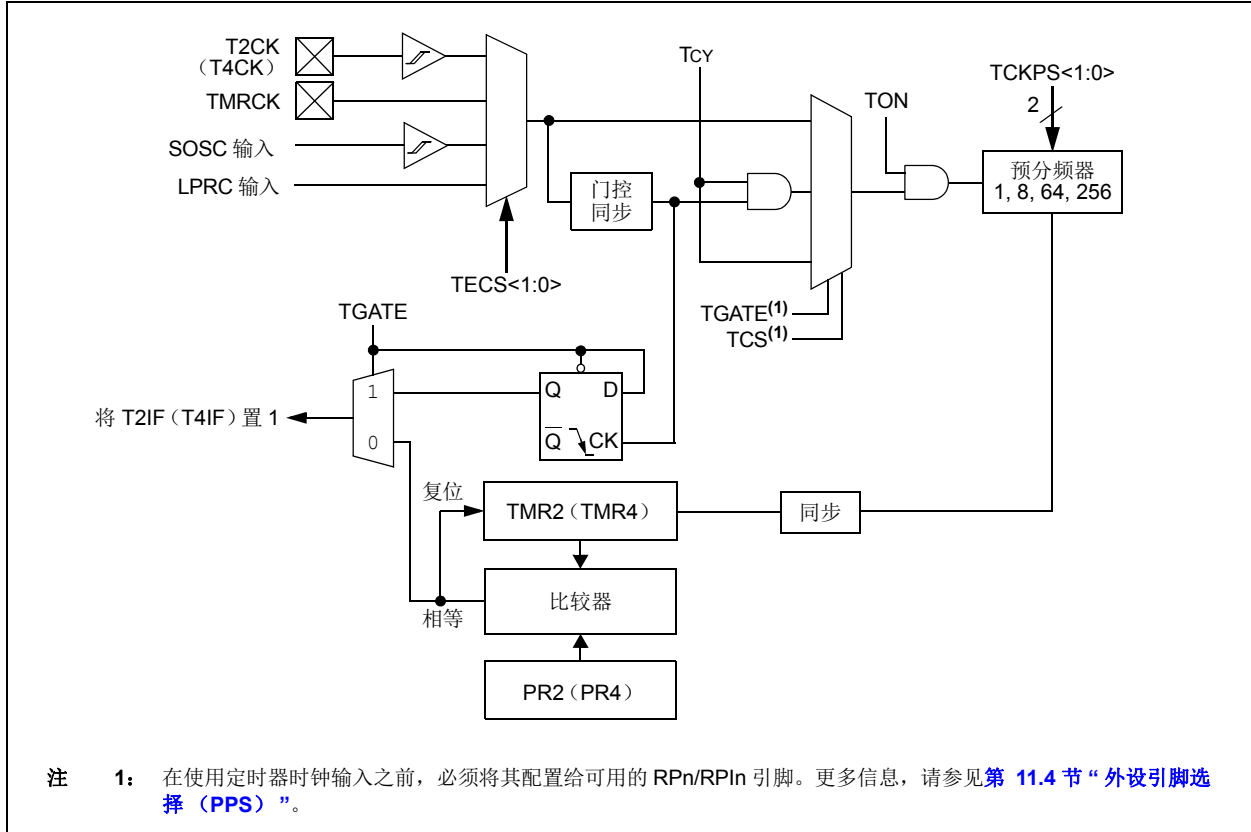 T2CK
（T4CK）
TMRCK
SOSC 输入
LPRC 输入
TECS<1:0>
门控
同步
TCY
TGATE(1)
TCS(1)
TON
TCKPS<1:0>
2
预分频器
1, 8, 64, 256
TGATE
1
0
将 T2IF（T4IF）置 1
Q D
Q CK
复位
TMR2（TMR4）
同步
相等
比较器
PR2（PR4）
注 1： 在使用定时器时钟输入之前，必须将其配置给可用的 RPn/RPIn 引脚。更多信息，请参见第 11.4 节“ 外设引脚选
择 （PPS） ”。